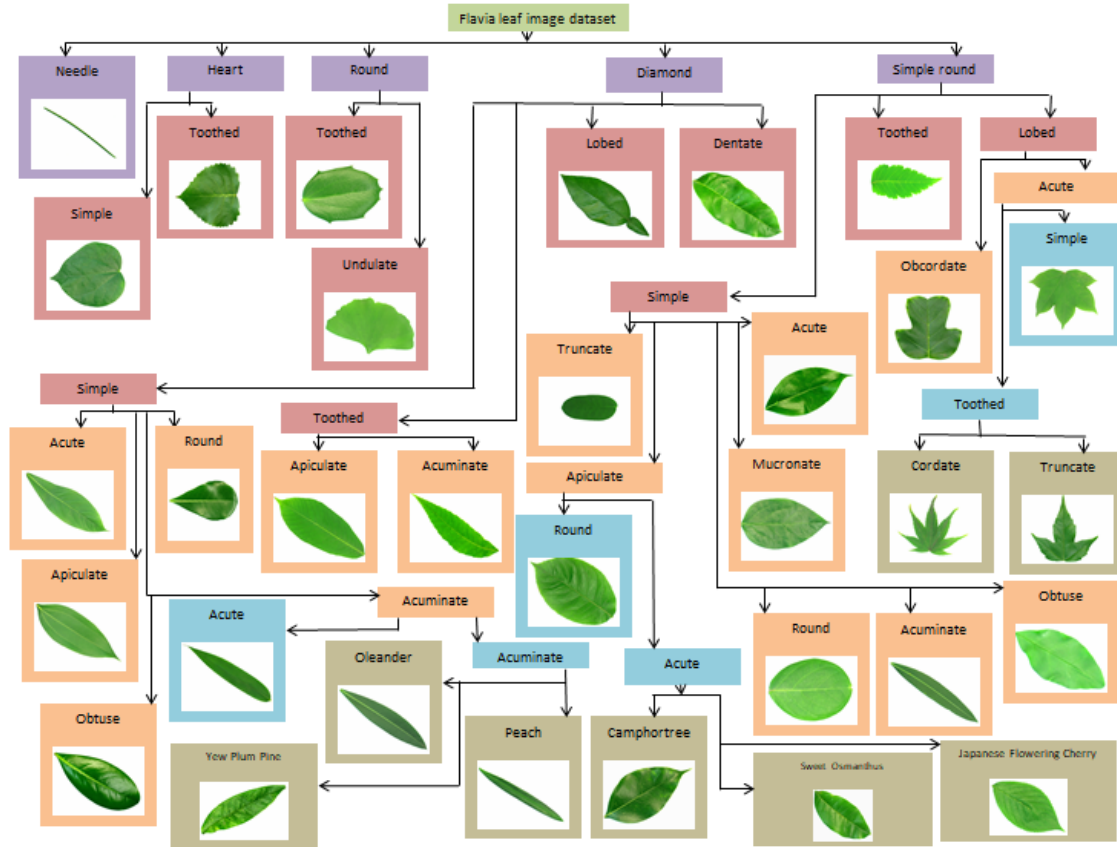 Flavia leaf image dataset
Needle
Heart
Round
Diamond
Simple round
Toothed
Toothed
Lobed
Dentate
Toothed
Lobed
Simple
Acute
Simple
Undulate
Obcordate
Simple
Truncate
Acute
Simple
Toothed
Toothed
Acute
Round
Apiculate
Acuminate
Apiculate
Mucronate
Cordate
Truncate
Round
Apiculate
Acute
Acuminate
Obtuse
Oleander
Acuminate
Acute
Round
Acuminate
Obtuse
Yew Plum Pine
Peach
Camphortree
Sweet Osmanthus
Japanese Flowering Cherry